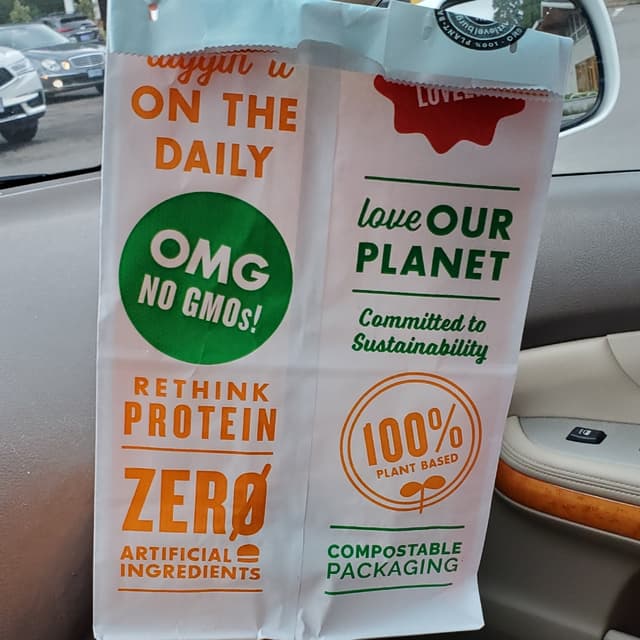 ON THE
DAILY
OMG
NO GMOs!
RETHINK
PROTEIN
ZERØ
ARTIFICIAL
INGREDIENTS
love OUR
PLANET
Committed to
Sustainability
100%
PLANT BASED
COMPOSTABLE
PACKAGING